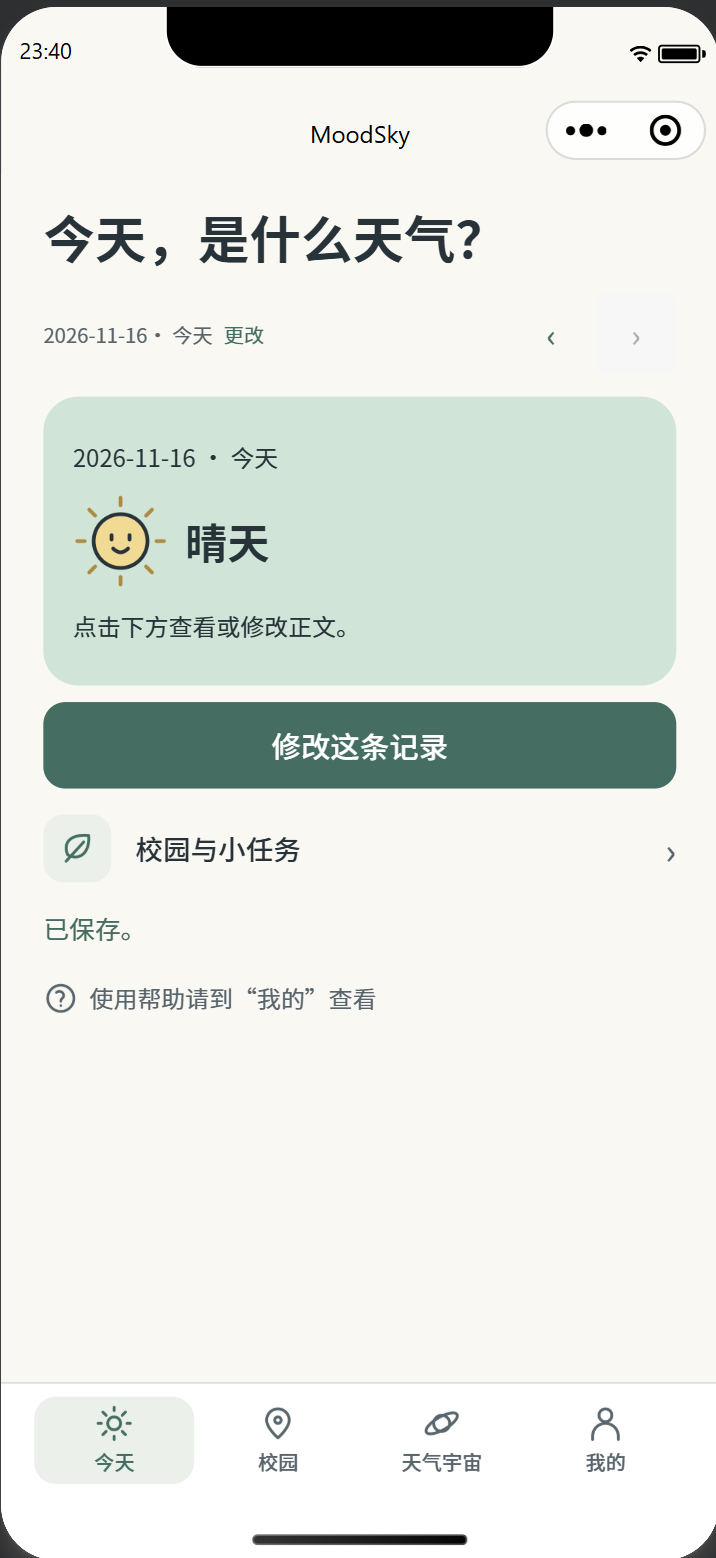 23:40
MoodSky
今天，是什么天气？
2026-11-16 · 今天 更改
2026-11-16 · 今天
晴天
点击下方查看或修改正文。
修改这条记录
校园与小任务
已保存。
使用帮助请到“我的”查看
今天 校园 天气宇宙 我的